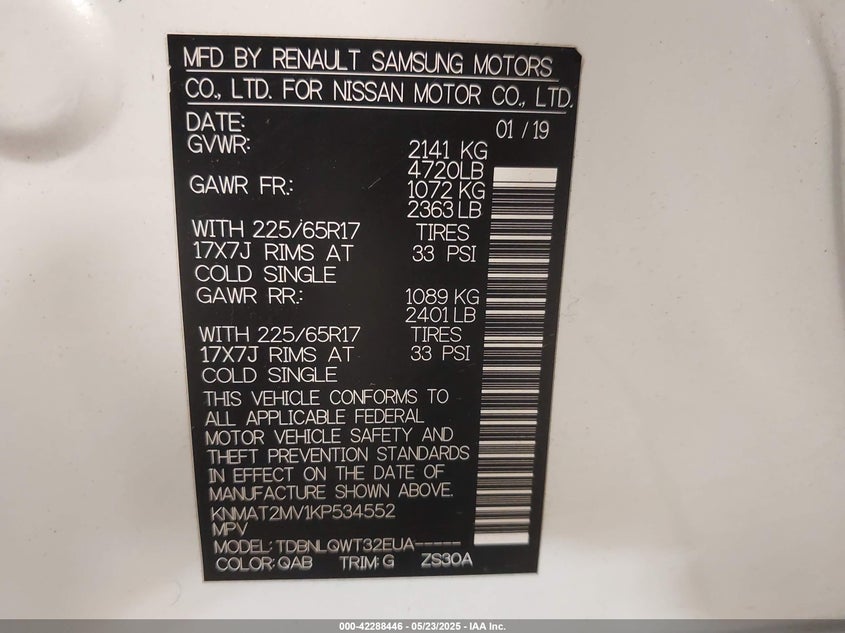 MFD BY RENAULT SAMSUNG MOTORS
CO., LTD. FOR NISSAN MOTOR CO., LTD.
DATE: 01 / 19
GVWR: 2141 KG
4720LB
GAWR FR.: 1072 KG
2363 LB
WITH 225/65R17 TIRES
17X7J RIMS AT 33 PSI
COLD SINGLE
GAWR RR.: 1089 KG
2401 LB
WITH 225/65R17 TIRES
17X7J RIMS AT 33 PSI
COLD SINGLE
THIS VEHICLE CONFORMS TO
ALL APPLICABLE FEDERAL
MOTOR VEHICLE SAFETY AND
THEFT PREVENTION STANDARDS
IN EFFECT ON THE DATE OF
MANUFACTURE SHOWN ABOVE.
KNMAT2MV1KP534552
MPV
MODEL: TDBNLQWT32EUA-----
COLOR: QAB TRIM: G ZS30A
000-42288446 - 05/23/2025 - IAA Inc.